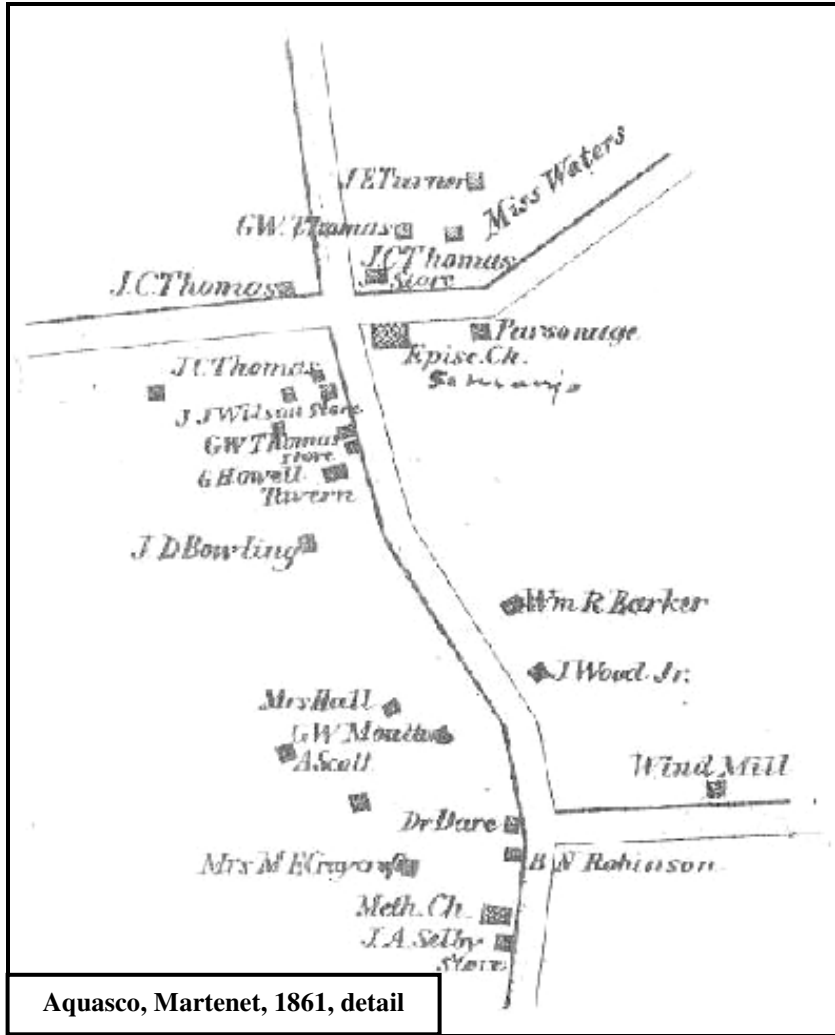 J E Turner
Miss Waters
G.W. Thomas
J.C Thomas
Store
J.C Thomas
Parsonage
Episc. Ch.
J C Thomas
J J Wilson Store
GW Thomas
Store
G Howell
Tavern
J D Bowling
Wm R Barker
J Wood Jr.
Mrs Hall
G W
A Scott
Wind Mill
Dr Dare
B N Robinson
Mrs M E
Meth. Ch.
J.A. Selby
Store
Aquasco, Martenet, 1861, detail